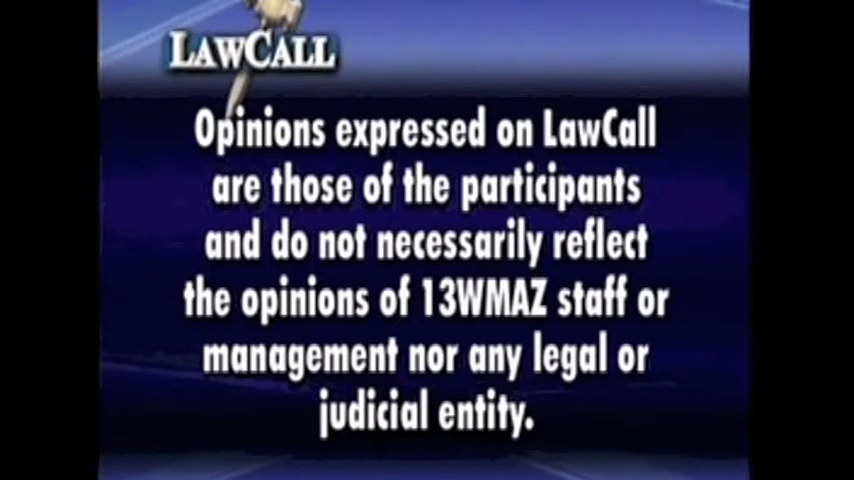 LAWCALL
Opinions expressed on LawCall
are those of the participants
and do not necessarily reflect
the opinions of 13WMAZ staff or
management nor any legal or
judicial entity.